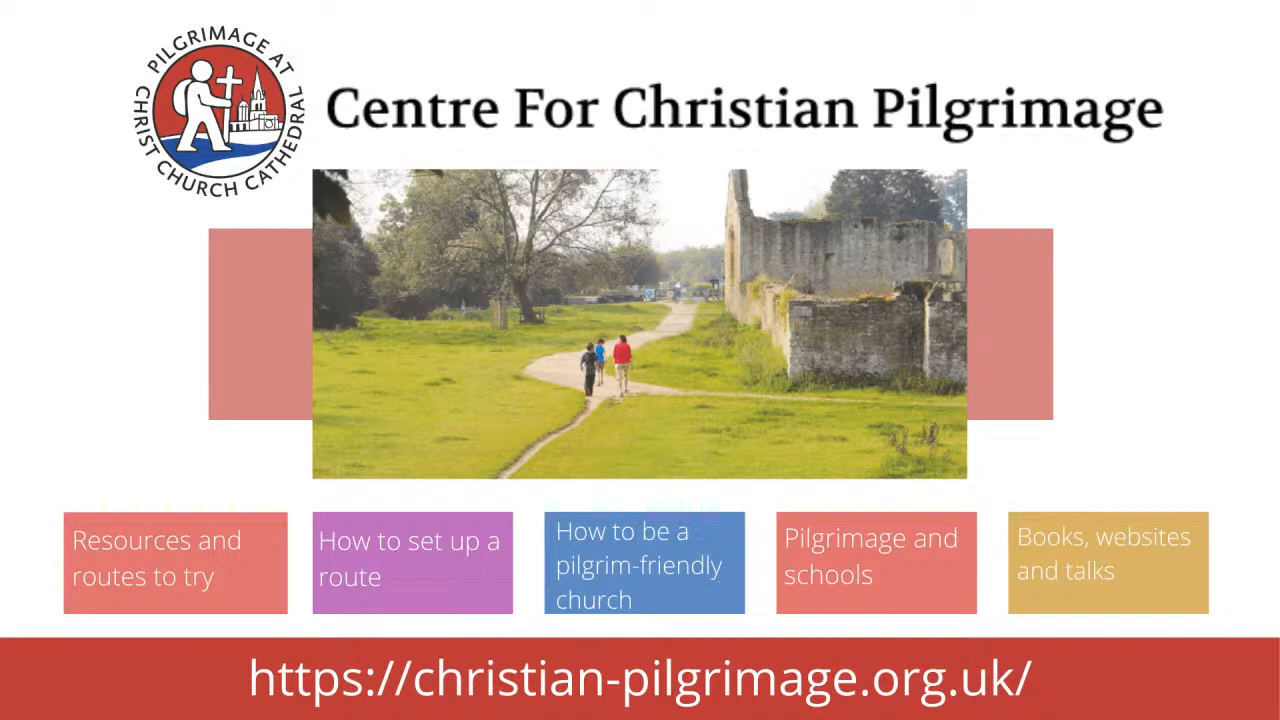 PILGRIMAGE AT
CHRIST CHURCH CATHEDRAL
Centre For Christian Pilgrimage
Resources and
routes to try
How to set up a
route
How to be a
pilgrim-friendly
church
Pilgrimage and
schools
Books, websites
and talks
https://christian-pilgrimage.org.uk/